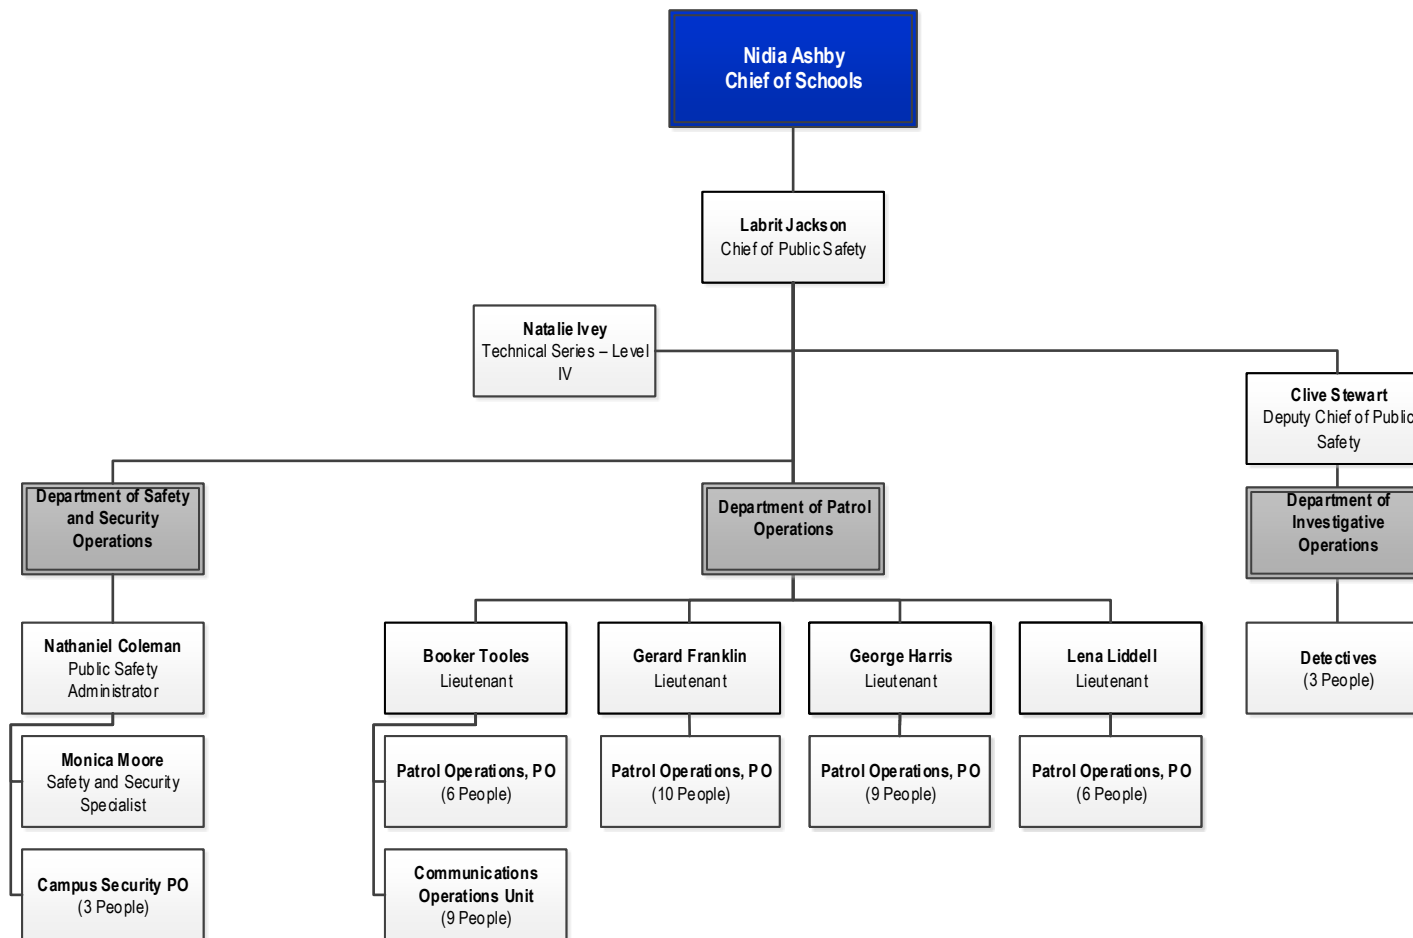 Nidia Ashby
Chief of Schools
Labrit Jackson
Chief of Public Safety
Natalie Ivey
Technical Series – Level
IV
Clive Stewart
Deputy Chief of Public
Safety
Department of Safety
and Security
Operations
Department of Patrol
Operations
Department of
Investigative
Operations
Nathaniel Coleman
Public Safety
Administrator
Booker Tooles
Lieutenant
Gerard Franklin
Lieutenant
George Harris
Lieutenant
Lena Liddell
Lieutenant
Detectives
(3 People)
Monica Moore
Safety and Security
Specialist
Patrol Operations, PO
(6 People)
Patrol Operations, PO
(10 People)
Patrol Operations, PO
(9 People)
Patrol Operations, PO
(6 People)
Campus Security PO
(3 People)
Communications
Operations Unit
(9 People)